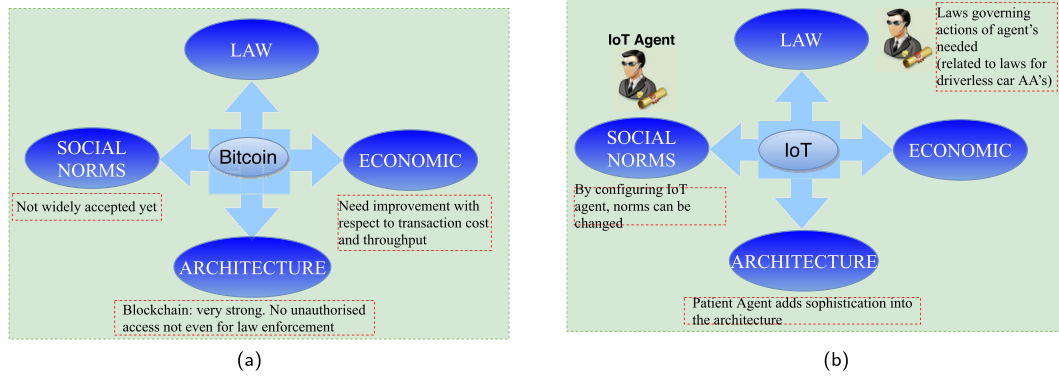 LAW
SOCIAL
NORMS
Bitcoin
ECONOMIC
Not widely accepted yet
Need improvement with
respect to transaction cost
and throughput
ARCHITECTURE
Blockchain: very strong. No unauthorised
access not even for law enforcement
(a)
IoT Agent
LAW
Laws governing
actions of agent's
needed
(related to laws for
driverless car AA's)
SOCIAL
NORMS
IoT
ECONOMIC
By configuring IoT
agent, norms can be
changed
ARCHITECTURE
Patient Agent adds sophistication into
the architecture
(b)